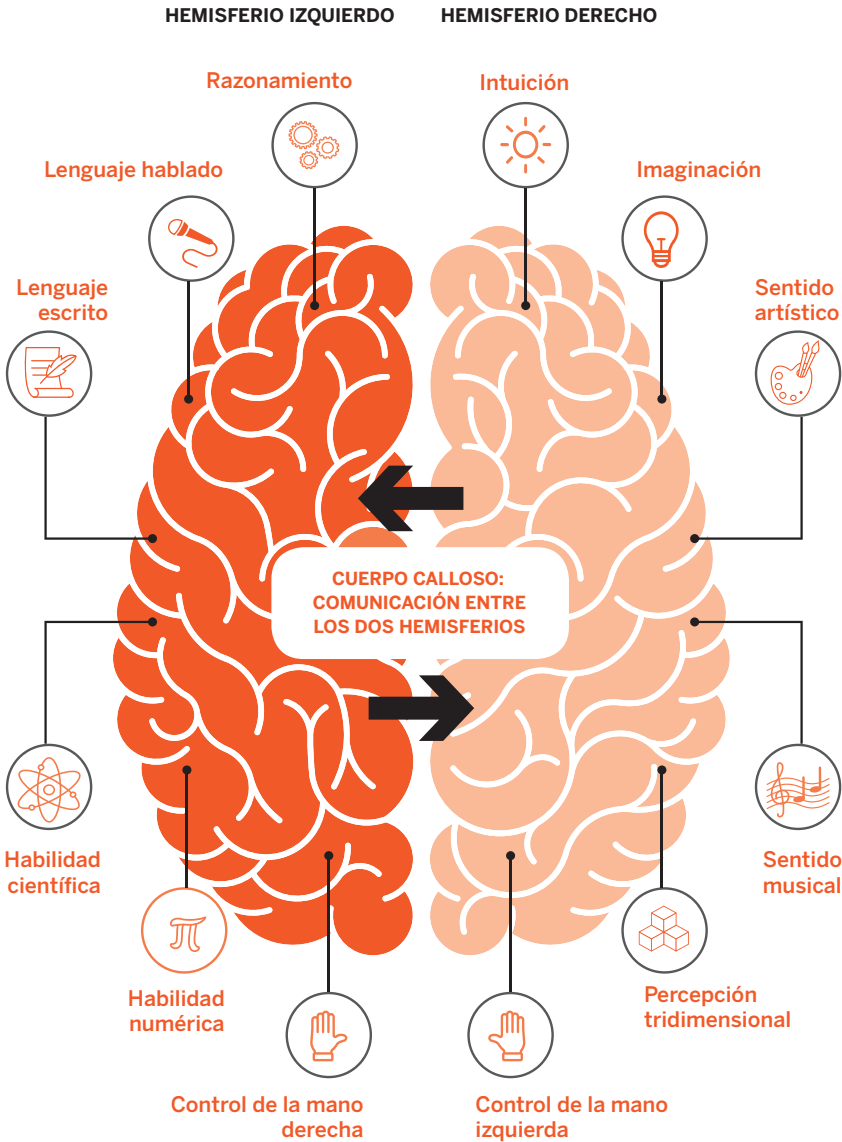 HEMISFERIO IZQUIERDO
HEMISFERIO DERECHO
Razonamiento
Intuición
Lenguaje hablado
Imaginación
Lenguaje
escrito
Sentido
artístico
CUERPO CALLOSO:
COMUNICACIÓN ENTRE
LOS DOS HEMISFERIOS
Habilidad
científica
Sentido
musical
π
Habilidad
numérica
Percepción
tridimensional
Control de la mano
derecha
Control de la mano
izquierda